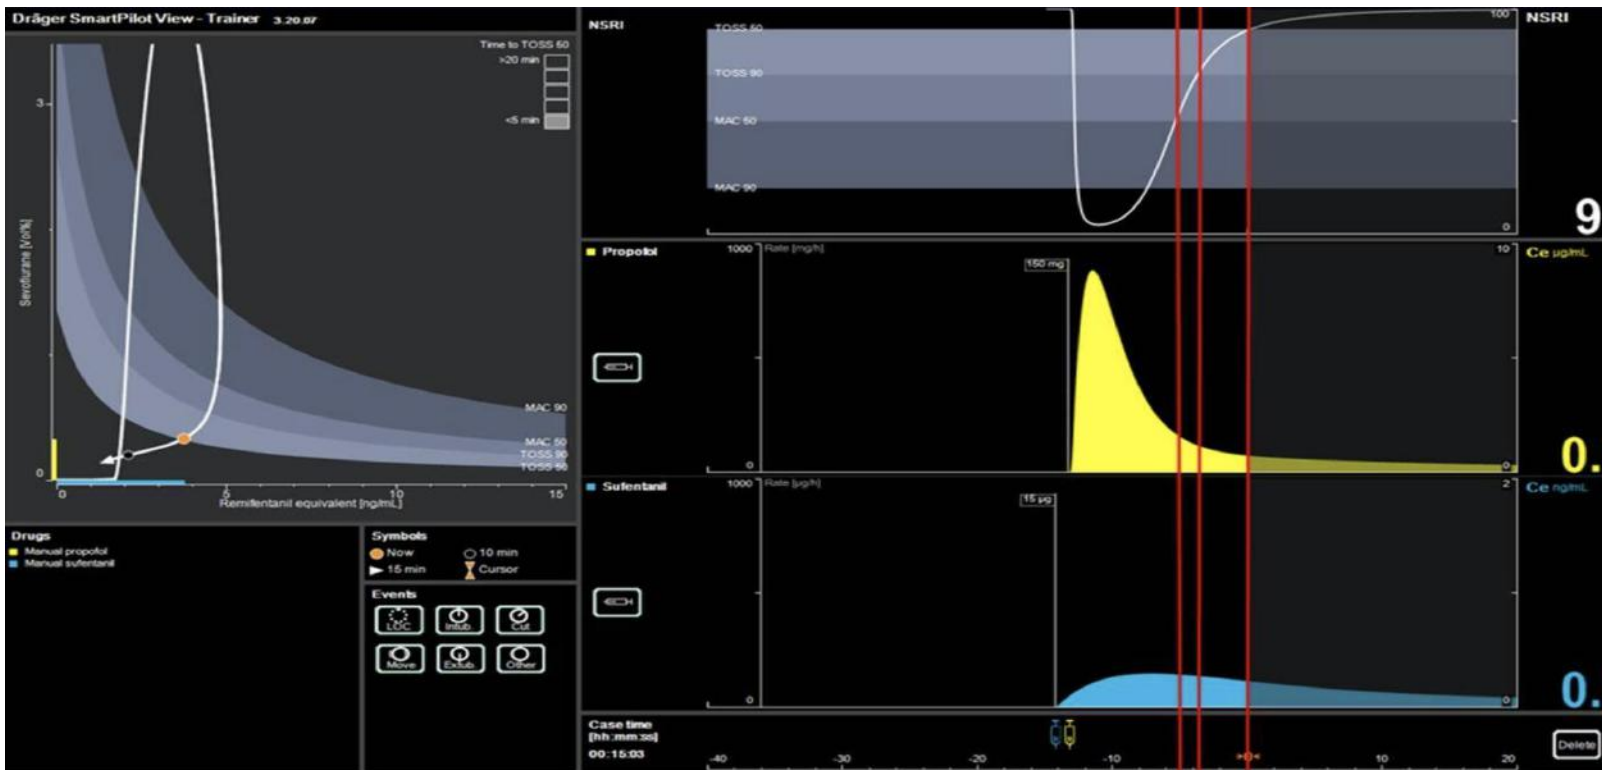 Dräger SmartPilot View - Trainer 3.20.07
Time to TOSS 50
>20 min
<5 min
3
0
Sevoflurane [Vol%]
MAC 90
MAC 50
TOSS 90
TOSS 50
0
5
10
15
Remifentanil equivalent [ng/mL]
Drugs
Manual propofol
Manual sufentanil
Symbols
Now
10 min
15 min
Cursor
Events
LOC
Intub.
Cut
Move
Extub.
Other
NSRI
TOSS 50
TOSS 90
MAC 50
MAC 90
100
0
NSRI
9
Propofol
1000
Rate [mg/h]
0
150 mg
10
0
Ce µg/mL
0.
Sufentanil
1000
Rate [µg/h]
0
15 µg
2
0
Ce ng/mL
0.
Case time
[hh:mm:ss]
00:15:03
-40
-30
-20
-10
10
20
Delete